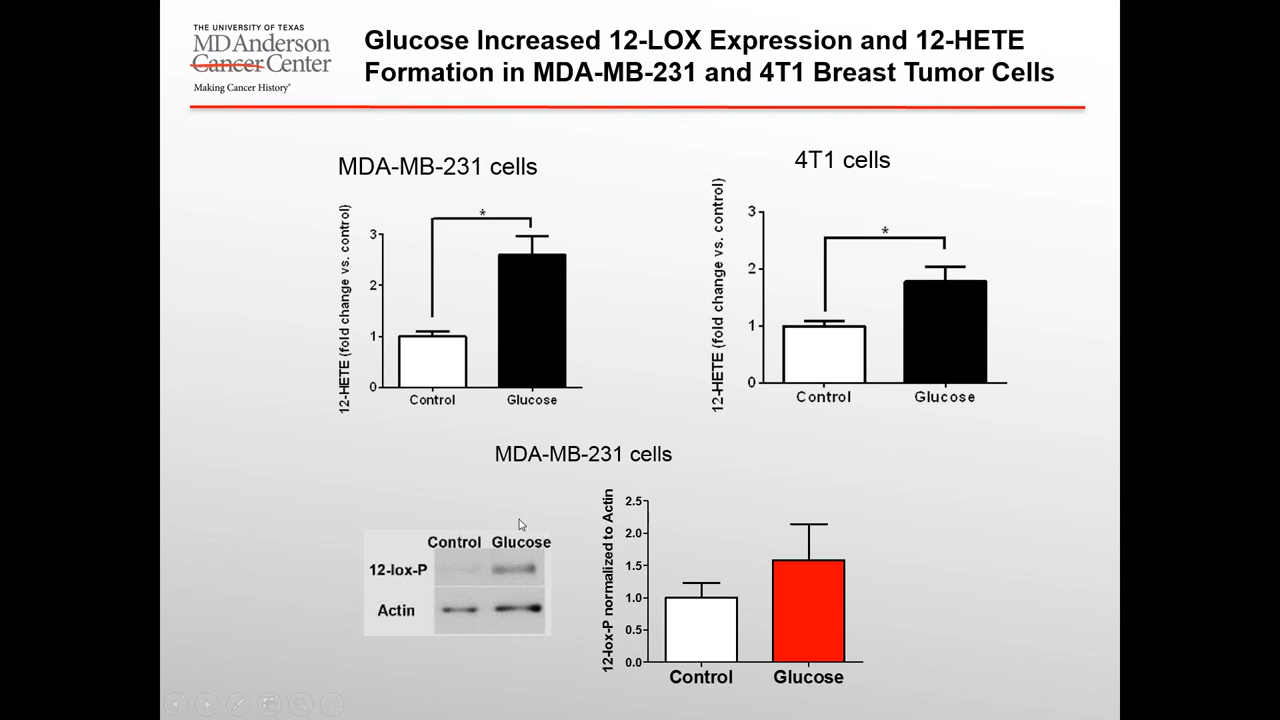 THE UNIVERSITY OF TEXAS
MD Anderson
Cancer Center
Making Cancer History®
Glucose Increased 12-LOX Expression and 12-HETE
Formation in MDA-MB-231 and 4T1 Breast Tumor Cells
MDA-MB-231 cells
12-HETE (fold change vs. control)
3
2
1
0
*
Control
Glucose
4T1 cells
12-HETE (fold change vs. control)
3
2
1
0
*
Control
Glucose
MDA-MB-231 cells
Control Glucose
12-lox-P
Actin
12-lox-P normalized to Actin
2.5
2.0
1.5
1.0
0.5
0.0
Control
Glucose